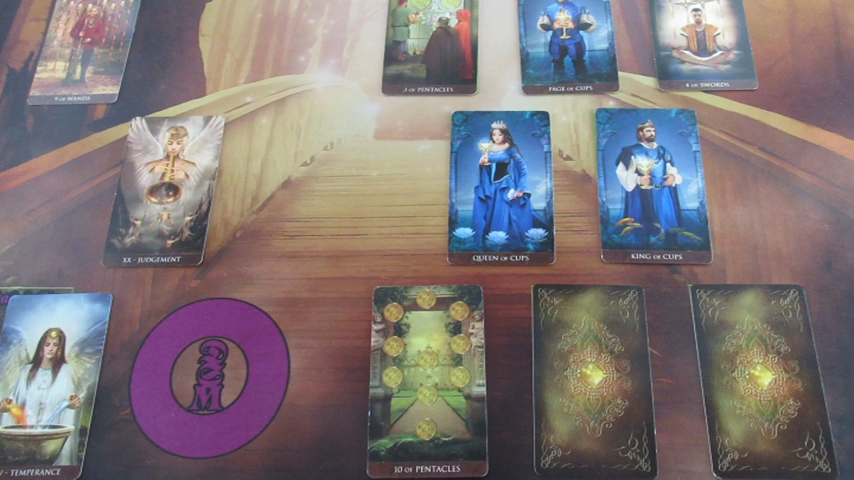 9 OF WANDS
3 OF PENTACLES
PAGE OF CUPS
4 OF SWORDS
XX - JUDGEMENT
QUEEN OF CUPS
KING OF CUPS
- TEMPERANCE
10 OF PENTACLES